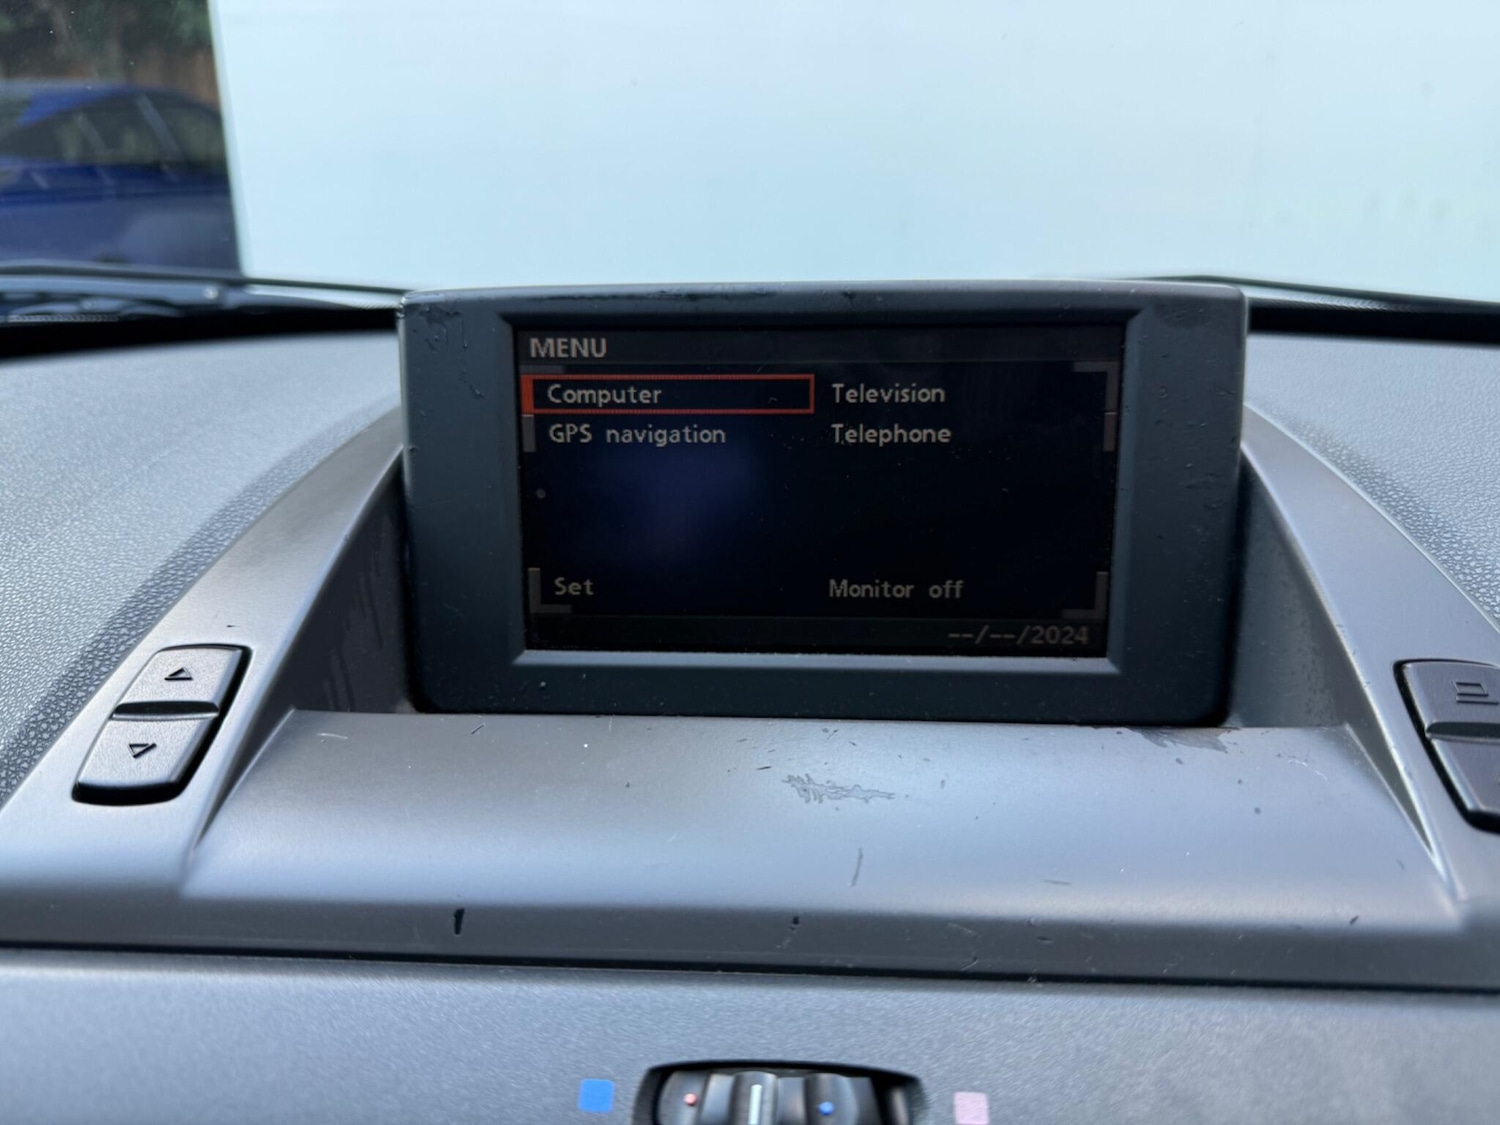 MENU
Computer
Television
GPS navigation
Telephone
Set
Monitor off
--/--/2024